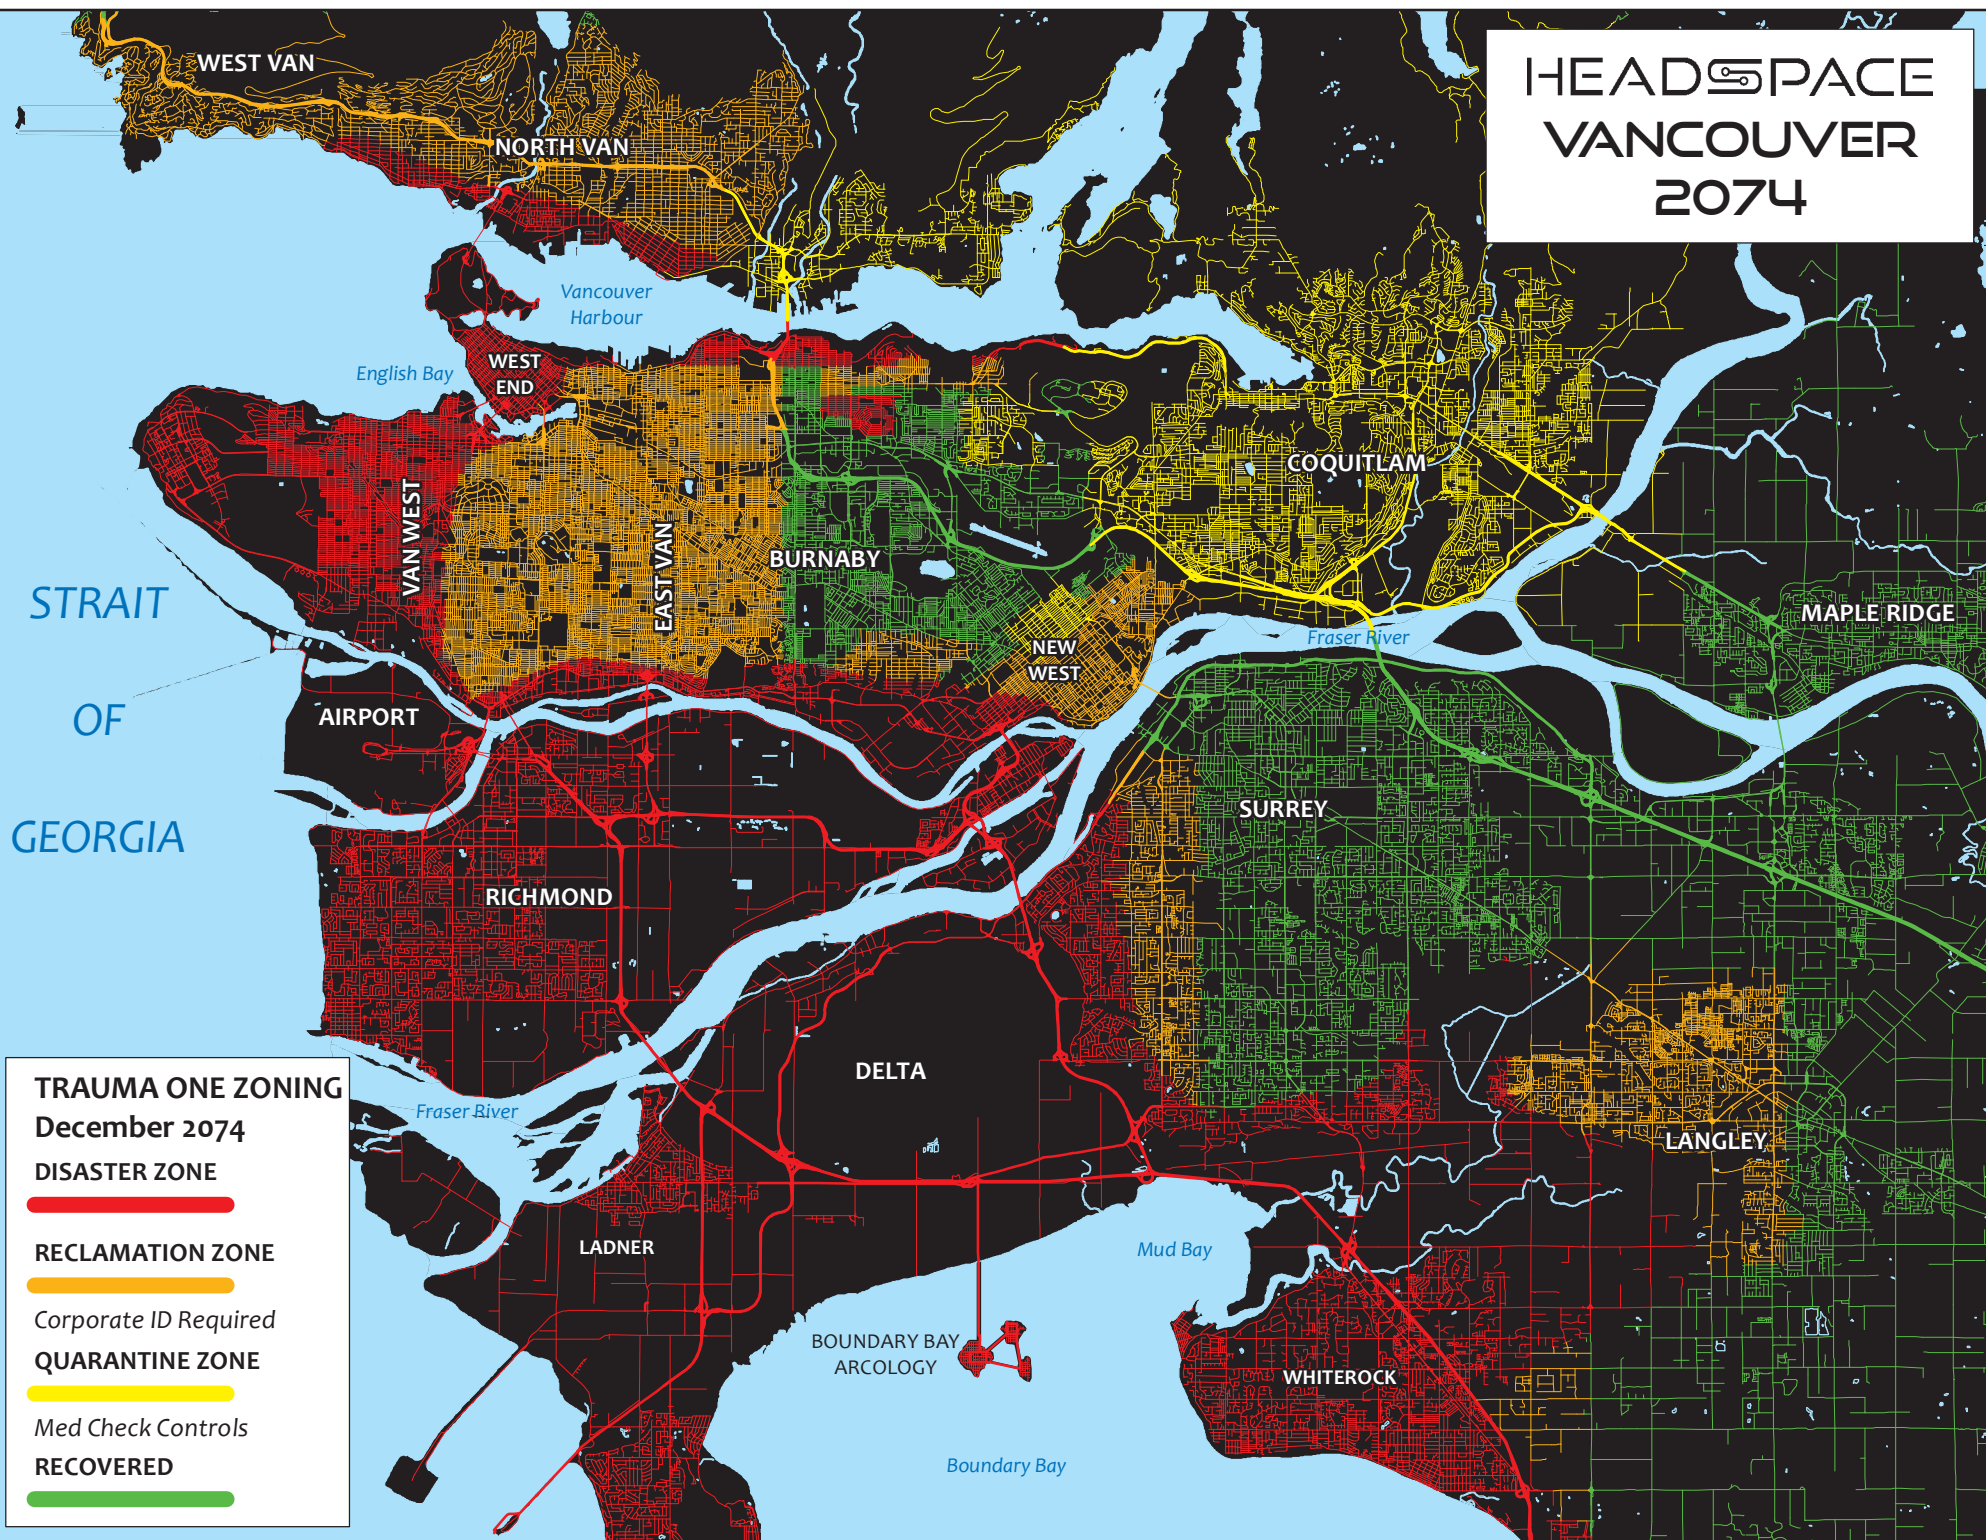 HEADSPACE
VANCOUVER
2074
WEST VAN
NORTH VAN
Vancouver
Harbour
English Bay
WEST
END
VAN WEST
EAST VAN
BURNABY
COQUITLAM
NEW
WEST
Fraser River
MAPLE RIDGE
STRAIT
OF
GEORGIA
AIRPORT
SURREY
RICHMOND
DELTA
LANGLEY
Fraser River
LADNER
Mud Bay
BOUNDARY BAY
ARCOLOGY
WHITEROCK
Boundary Bay
TRAUMA ONE ZONING
December 2074
DISASTER ZONE
RECLAMATION ZONE
Corporate ID Required
QUARANTINE ZONE
Med Check Controls
RECOVERED